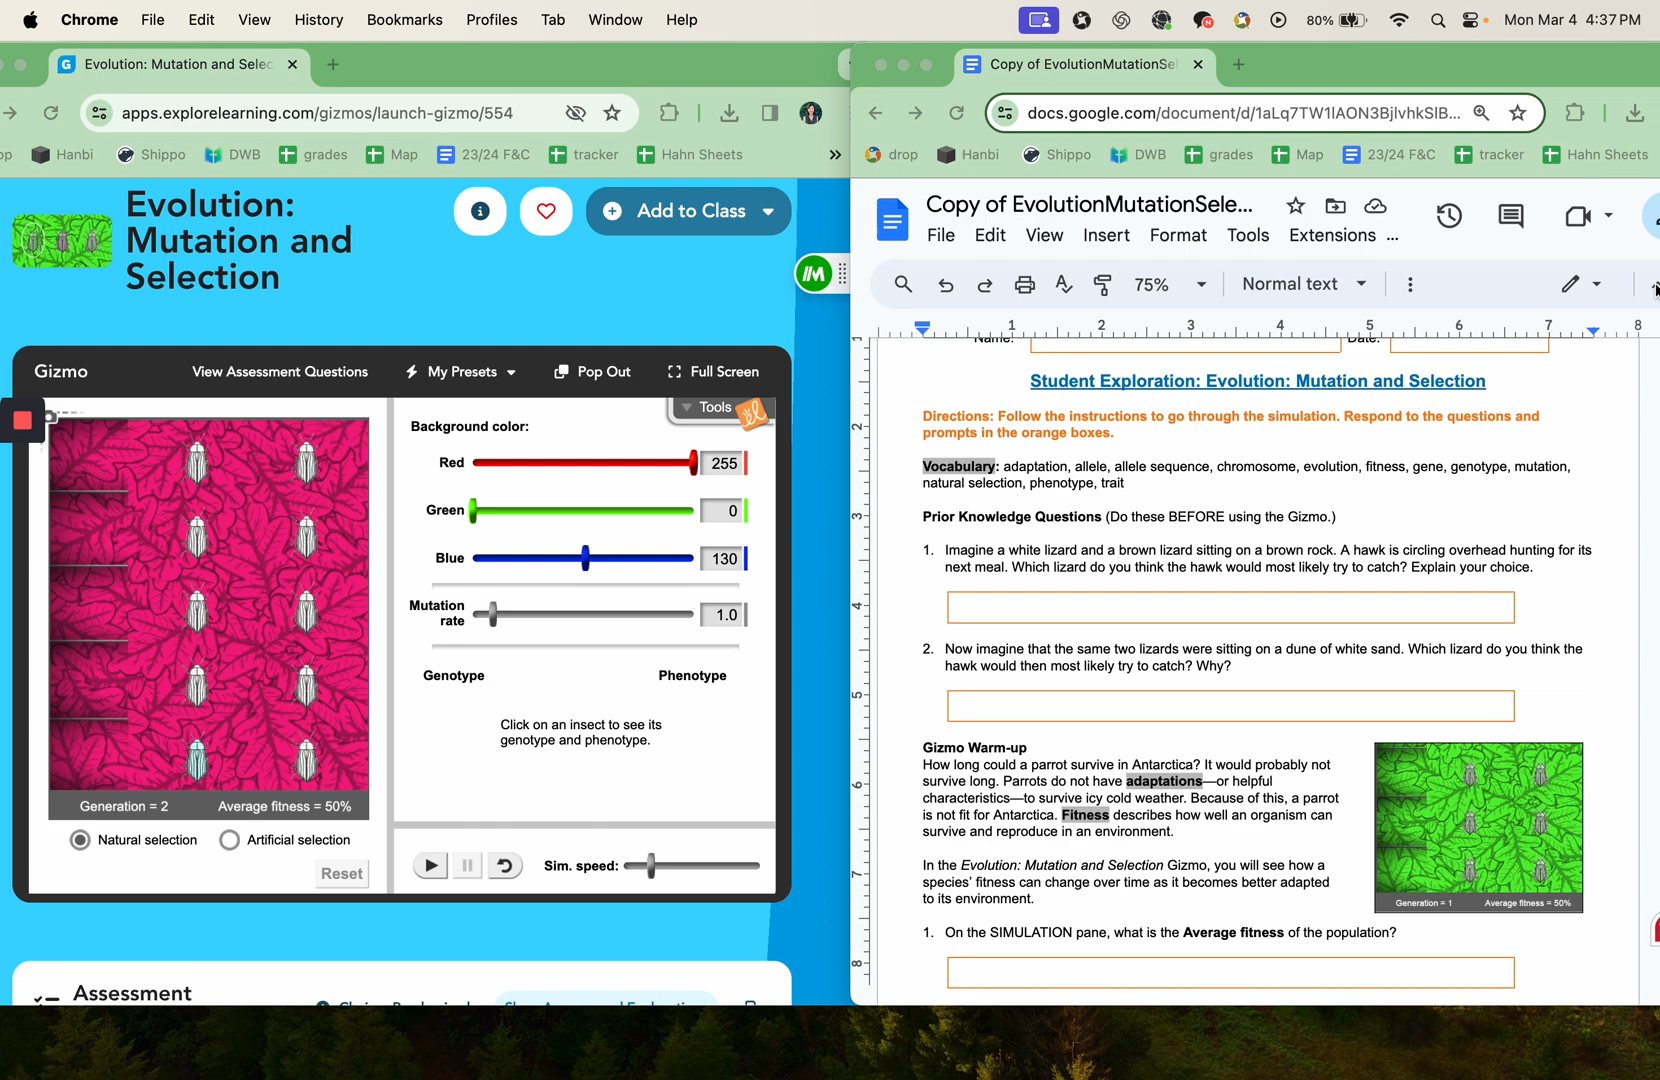 Chrome File Edit View History Bookmarks Profiles Tab Window Help 80% Mon Mar 4 4:37 PM
Evolution: Mutation and Selec
apps.explorelearning.com/gizmos/launch-gizmo/554
Hanbi Shippo DWB grades Map 23/24 F&C tracker Hahn Sheets »
Evolution:
Mutation and
Selection
Add to Class
Gizmo View Assessment Questions My Presets Pop Out Full Screen
Tools
Background color:
Red 255
Green 0
Blue 130
Mutation
rate 1.0
Genotype Phenotype
Click on an insect to see its
genotype and phenotype.
Generation = 2 Average fitness = 50%
Natural selection Artificial selection
Reset
Sim. speed:
Assessment
Copy of EvolutionMutationSel
docs.google.com/document/d/1aLq7TW1lAON3BjlvhkSlB...
drop Hanbi Shippo DWB grades Map 23/24 F&C tracker Hahn Sheets
Copy of EvolutionMutationSele...
File Edit View Insert Format Tools Extensions ...
75% Normal text
1 2 3 4 5 6 7 8
Name: Date:
Student Exploration: Evolution: Mutation and Selection
Directions: Follow the instructions to go through the simulation. Respond to the questions and
prompts in the orange boxes.
Vocabulary: adaptation, allele, allele sequence, chromosome, evolution, fitness, gene, genotype, mutation,
natural selection, phenotype, trait
Prior Knowledge Questions (Do these BEFORE using the Gizmo.)
1. Imagine a white lizard and a brown lizard sitting on a brown rock. A hawk is circling overhead hunting for its
next meal. Which lizard do you think the hawk would most likely try to catch? Explain your choice.
2. Now imagine that the same two lizards were sitting on a dune of white sand. Which lizard do you think the
hawk would then most likely try to catch? Why?
Gizmo Warm-up
How long could a parrot survive in Antarctica? It would probably not
survive long. Parrots do not have adaptations—or helpful
characteristics—to survive icy cold weather. Because of this, a parrot
is not fit for Antarctica. Fitness describes how well an organism can
survive and reproduce in an environment.
In the Evolution: Mutation and Selection Gizmo, you will see how a
species' fitness can change over time as it becomes better adapted
to its environment.
Generation = 1 Average fitness = 50%
1. On the SIMULATION pane, what is the Average fitness of the population?